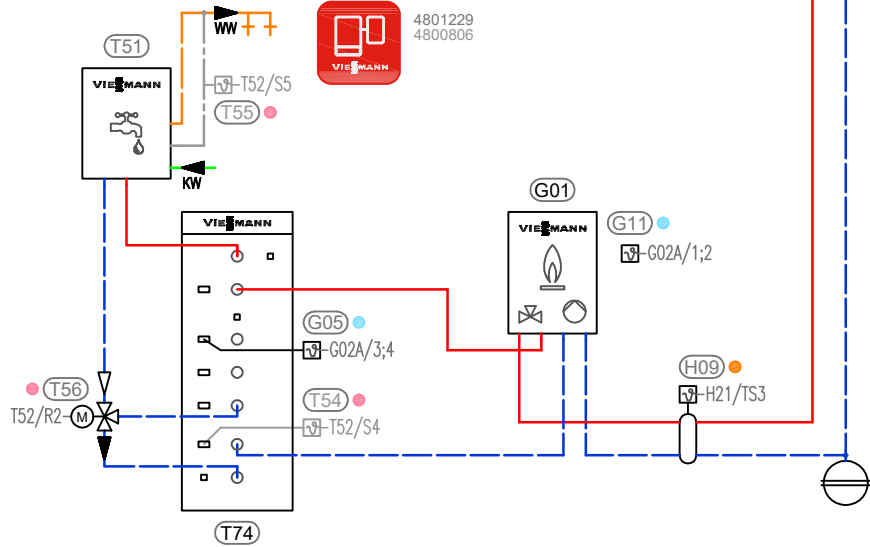 WW
4801229
4800806
VIESMANN
T51
VIESMANN
T52/S5
T55
KW
G01
VIESMANN
VIESMANN
G11
G02A/1;2
G05
G02A/3;4
H09
H21/TS3
T56
T52/R2
M
T54
T52/S4
T74